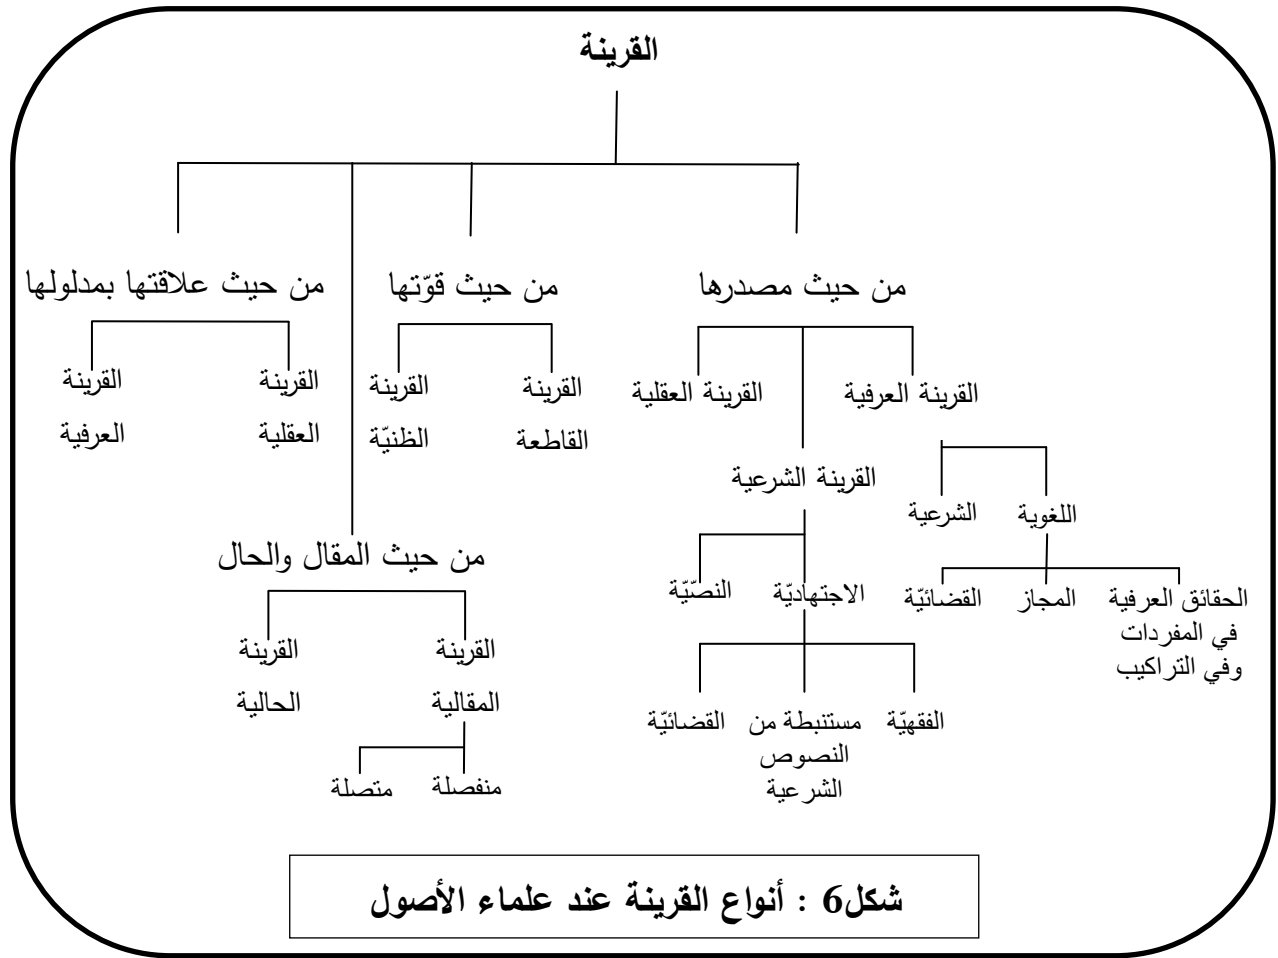 القرينة
من حيث مصدرها
من حيث قوّتها
من حيث علاقتها بمدلولها
القرينة العرفية
القرينة العقلية
القرينة
القاطعة
القرينة
الظنيّة
القرينة
العقلية
القرينة
العرفية
القرينة الشرعية
اللغوية
الشرعية
من حيث المقال والحال
الحقائق العرفية
في المفردات
وفي التراكيب
المجاز
القضائيّة
الاجتهاديّة
النصّيّة
القرينة
المقالية
القرينة
الحالية
الفقهيّة
مستنبطة من
النصوص
الشرعية
القضائيّة
منفصلة
متصلة
شكل6 : أنواع القرينة عند علماء الأصول